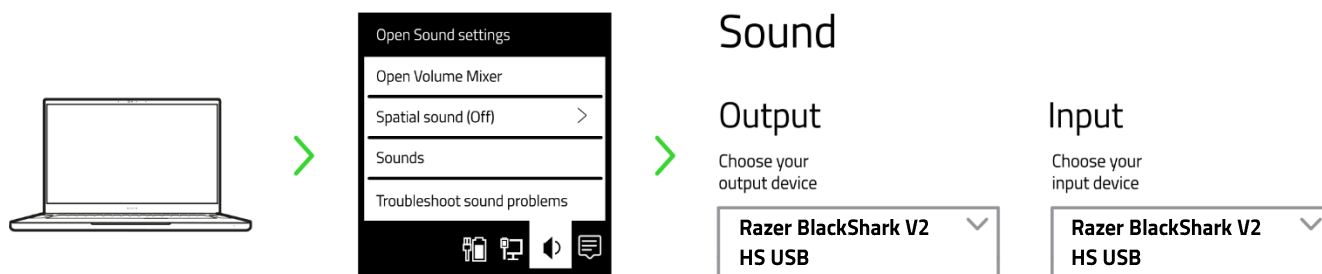 Open Sound settings
Open Volume Mixer
Spatial sound (Off)
Sounds
Troubleshoot sound problems
Sound
Output
Choose your
output device
Razer BlackShark V2
HS USB
Input
Choose your
input device
Razer BlackShark V2
HS USB